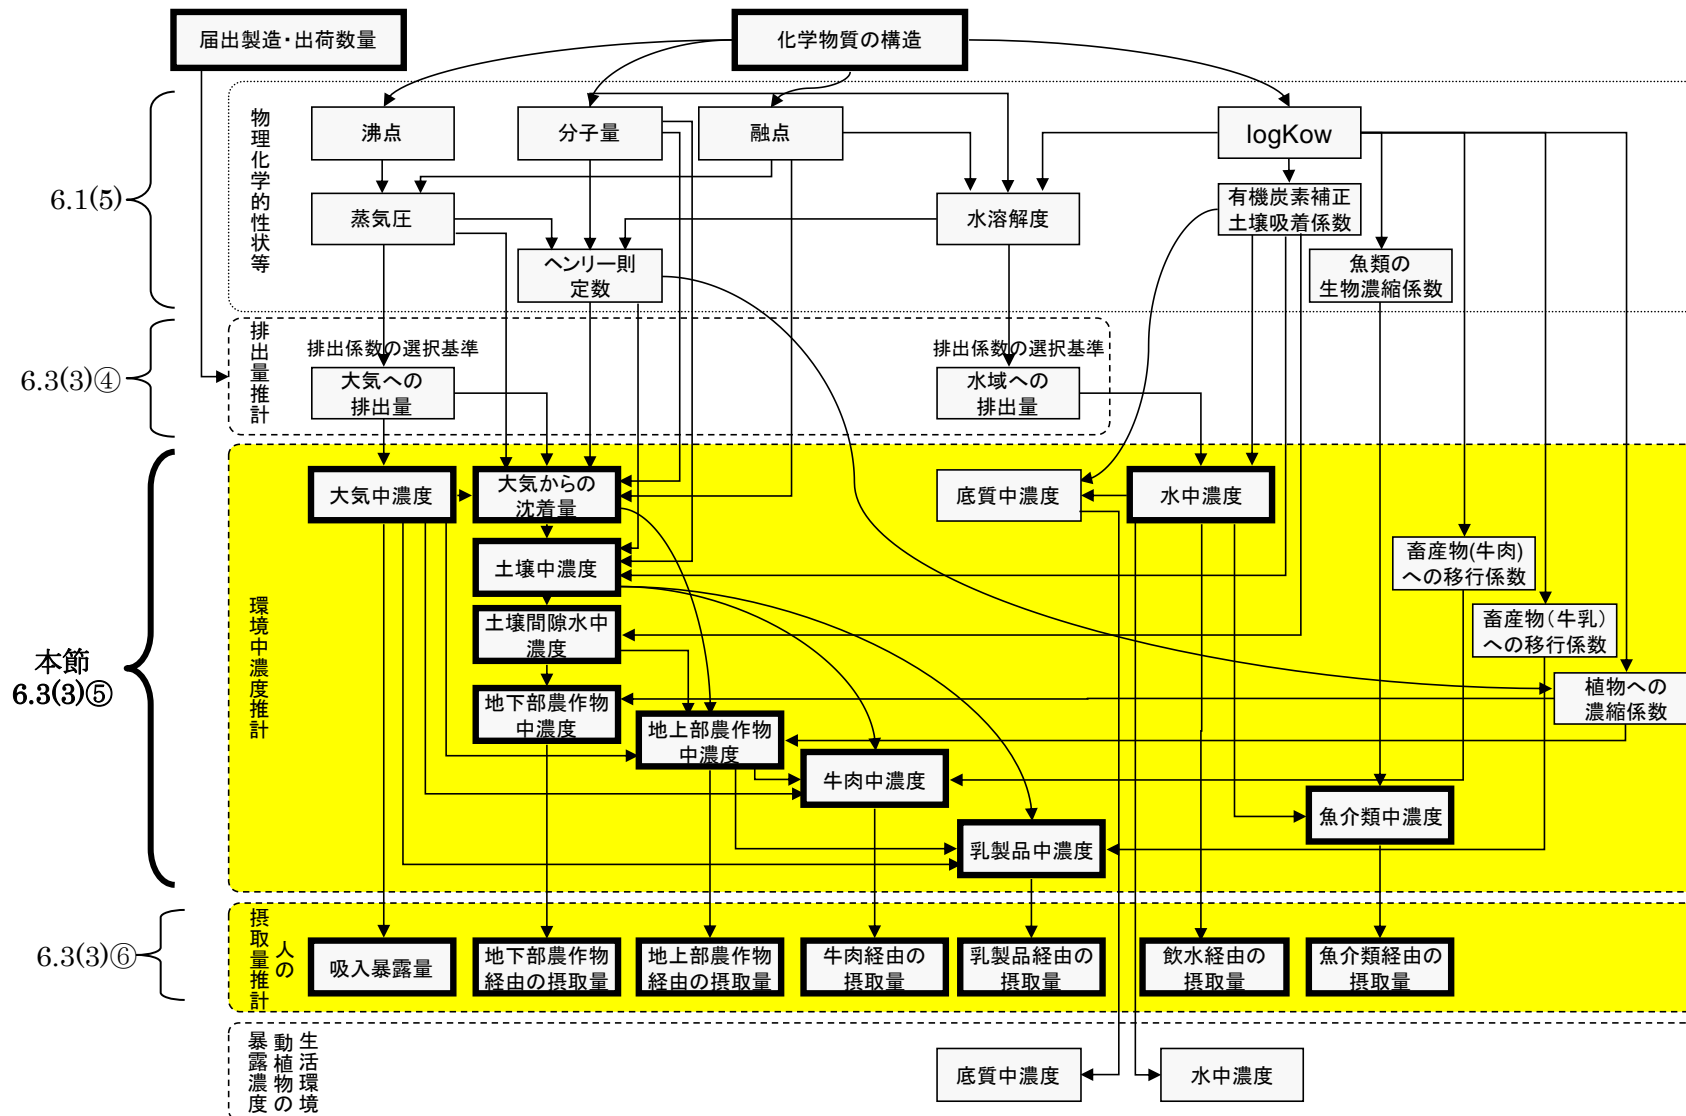 届出製造・出荷数量
化学物質の構造
6.1(5)
物理化学的性状等
沸点
分子量
融点
logKow
蒸気圧
水溶解度
有機炭素補正
土壌吸着係数
ヘンリー則
定数
魚類の
生物濃縮係数
6.3(3)④
排出量推計
排出係数の選択基準
大気への
排出量
排出係数の選択基準
水域への
排出量
本節
6.3(3)⑤
環境中濃度推計
大気中濃度
大気からの
沈着量
底質中濃度
水中濃度
土壌中濃度
畜産物(牛肉)
への移行係数
土壌間隙水中
濃度
畜産物(牛乳)
への移行係数
地下部農作物
中濃度
植物への
濃縮係数
地上部農作物
中濃度
牛肉中濃度
魚介類中濃度
乳製品中濃度
6.3(3)⑥
人の
摂取量推計
吸入暴露量
地下部農作物
経由の摂取量
地上部農作物
経由の摂取量
牛肉経由の
摂取量
乳製品経由の
摂取量
飲水経由の
摂取量
魚介類経由の
摂取量
生活環境
動植物の
暴露濃度
底質中濃度
水中濃度